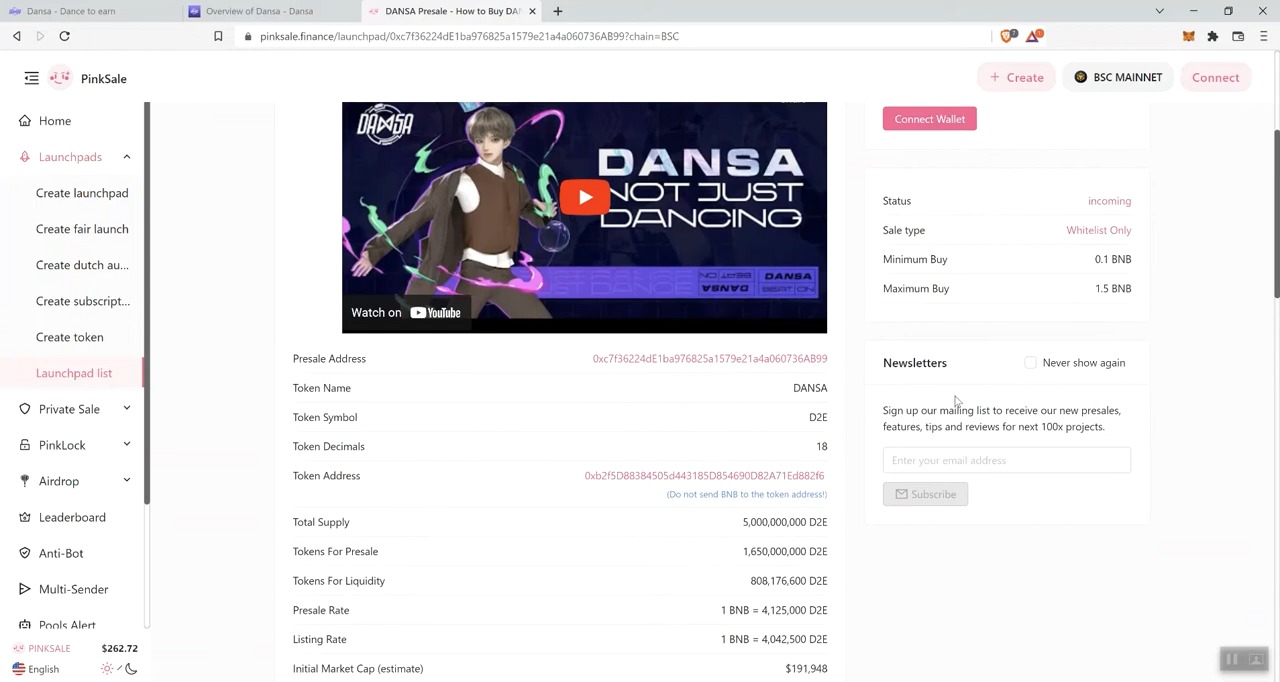 Dansa - Dance to earn
Overview of Dansa - Dansa
DANSA Presale - How to Buy DAN
pinksale.finance/launchpad/0xc7f36224dE1ba976825a1579e21a4a060736AB99?chain=BSC
PinkSale
Create
BSC MAINNET
Connect
Home
Launchpads
Create launchpad
Create fair launch
Create dutch au...
Create subscript...
Create token
Launchpad list
Private Sale
PinkLock
Airdrop
Leaderboard
Anti-Bot
Multi-Sender
Pools Alert
PINKSALE $262.72
English
DANSA
DANSA
NOT JUST
DANCING
DANSA
BEAT ON
Watch on YouTube
Presale Address 0xc7f36224dE1ba976825a1579e21a4a060736AB99
Token Name DANSA
Token Symbol D2E
Token Decimals 18
Token Address 0xb2f5D88384505d443185D854690D82A71Ed882f6
(Do not send BNB to the token address!)
Total Supply 5,000,000,000 D2E
Tokens For Presale 1,650,000,000 D2E
Tokens For Liquidity 808,176,600 D2E
Presale Rate 1 BNB = 4,125,000 D2E
Listing Rate 1 BNB = 4,042,500 D2E
Initial Market Cap (estimate) $191,948
Connect Wallet
Status incoming
Sale type Whitelist Only
Minimum Buy 0.1 BNB
Maximum Buy 1.5 BNB
Newsletters Never show again
Sign up our mailing list to receive our new presales,
features, tips and reviews for next 100x projects.
Enter your email address
Subscribe